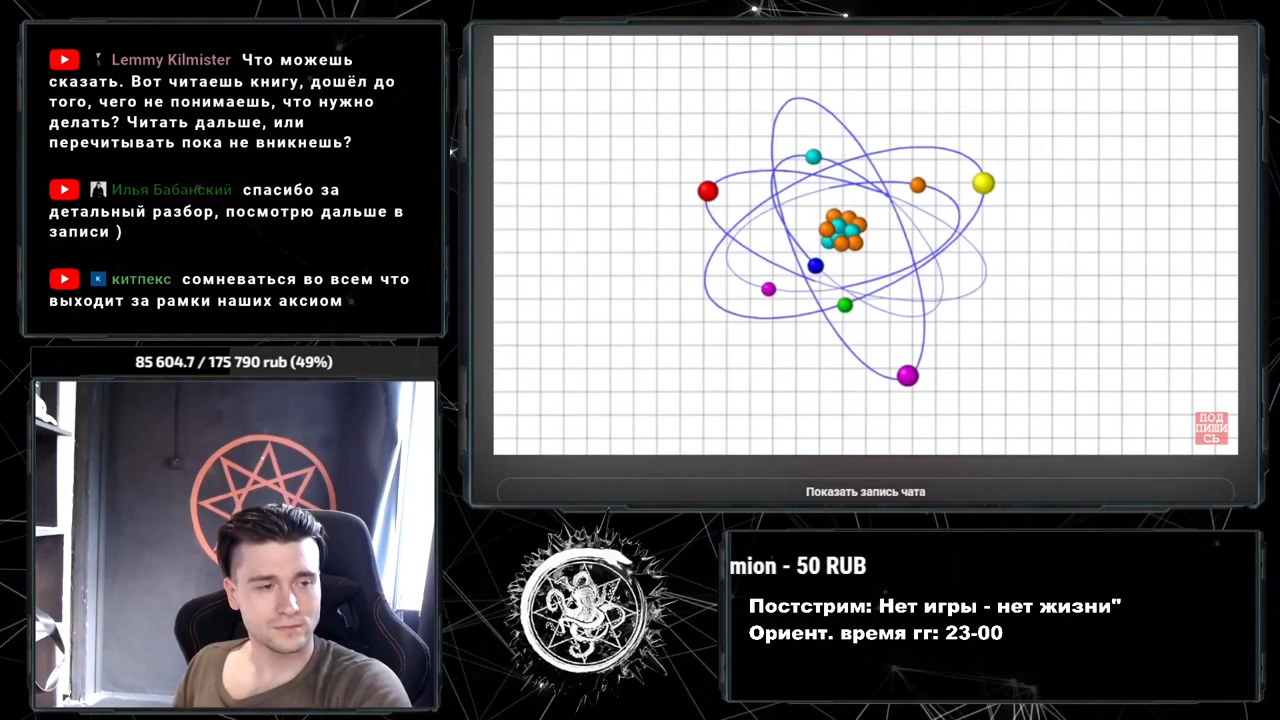 Lemmy Kilmister Что можешь
сказать. Вот читаешь книгу, дошёл до
того, чего не понимаешь, что нужно
делать? Читать дальше, или
перечитывать пока не вникнешь?
Илья Бабанский спасибо за
детальный разбор, посмотрю дальше в
записи )
К китпекс сомневаться во всем что
выходит за рамки наших аксиом
85 604.7 / 175 790 rub (49%)
ПОД
ПИШИ
СЬ
Показать запись чата
mion - 50 RUB
Постстрим: Нет игры - нет жизни"
Ориент. время гг: 23-00